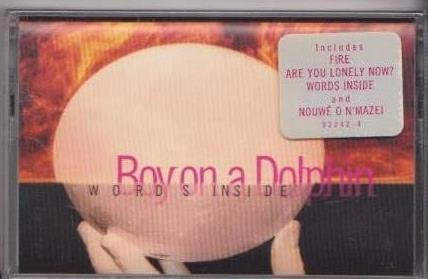 Includes
FIRE
ARE YOU LONELY NOW?
WORDS INSIDE
and
NOUWÉ O N'MAZEI
92242-4
Boy on a Dolphin
WORDS INSIDE